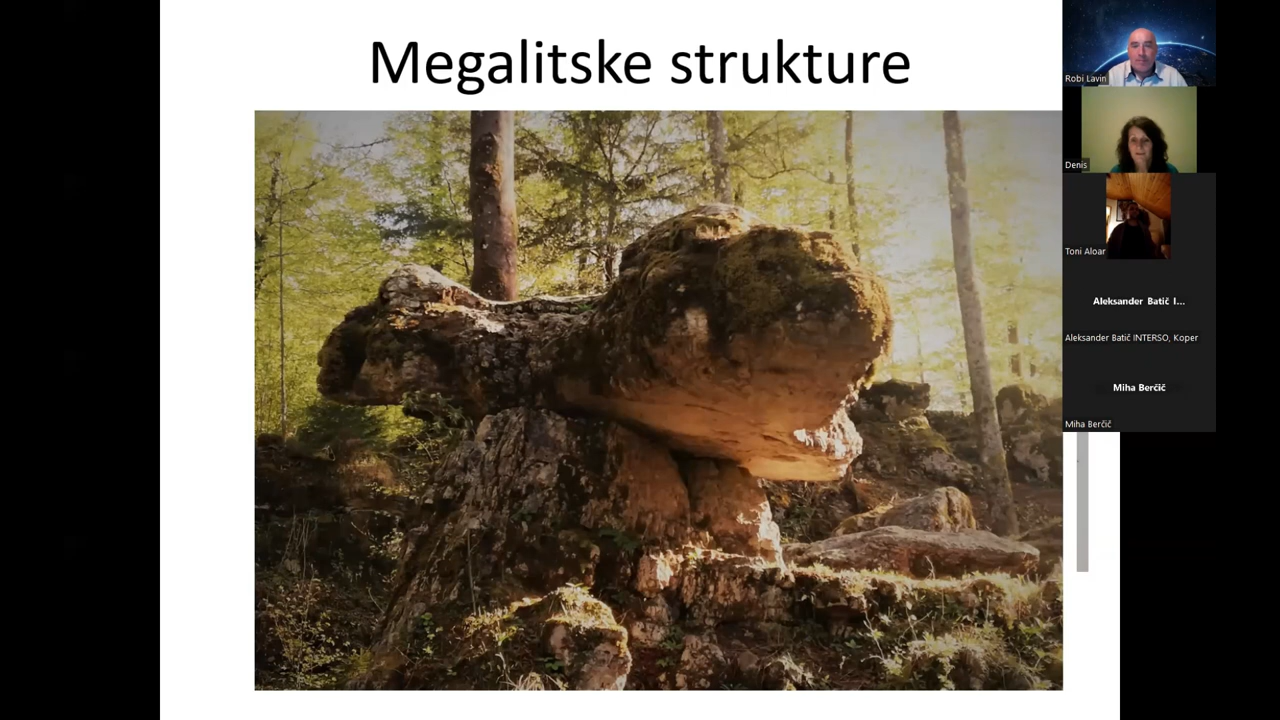 Megalitske strukture
Robi Lavin
Denis
Toni Aloar
Aleksander Batič I...
Aleksander Batič INTERSO, Koper
Miha Berčič
Miha Berčič